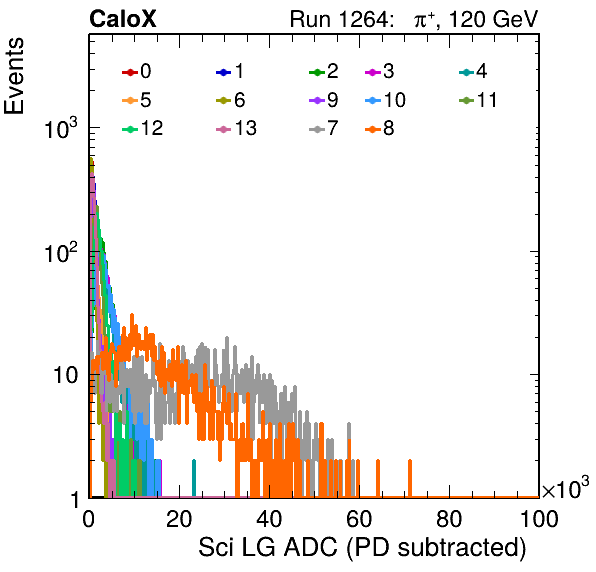 CaloX Run 1264: π⁺, 120 GeV
Events
0 1 2 3 4
5 6 9 10 11
12 13 7 8
10³
10²
10
1
0 20 40 60 80 100
×10³
Sci LG ADC (PD subtracted)